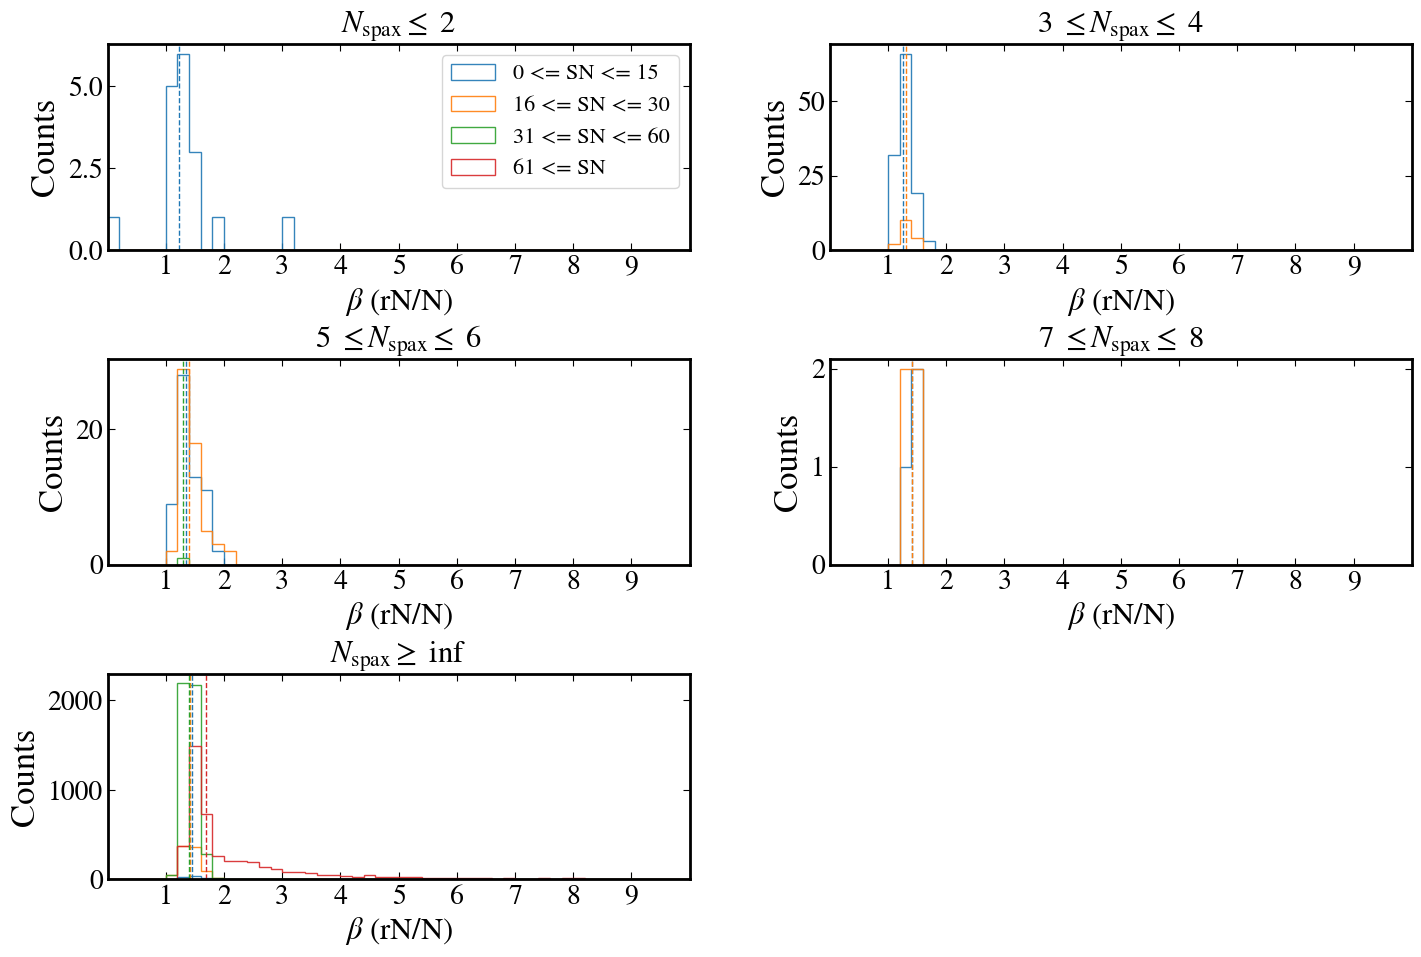 N_spax ≤ 2
Counts
5.0
2.5
0.0
0 <= SN <= 15
16 <= SN <= 30
31 <= SN <= 60
61 <= SN
1 2 3 4 5 6 7 8 9
β (rN/N)
3 ≤ N_spax ≤ 4
Counts
50
25
0
1 2 3 4 5 6 7 8 9
β (rN/N)
5 ≤ N_spax ≤ 6
Counts
20
0
1 2 3 4 5 6 7 8 9
β (rN/N)
7 ≤ N_spax ≤ 8
Counts
2
1
0
1 2 3 4 5 6 7 8 9
β (rN/N)
N_spax ≥ inf
Counts
2000
1000
0
1 2 3 4 5 6 7 8 9
β (rN/N)